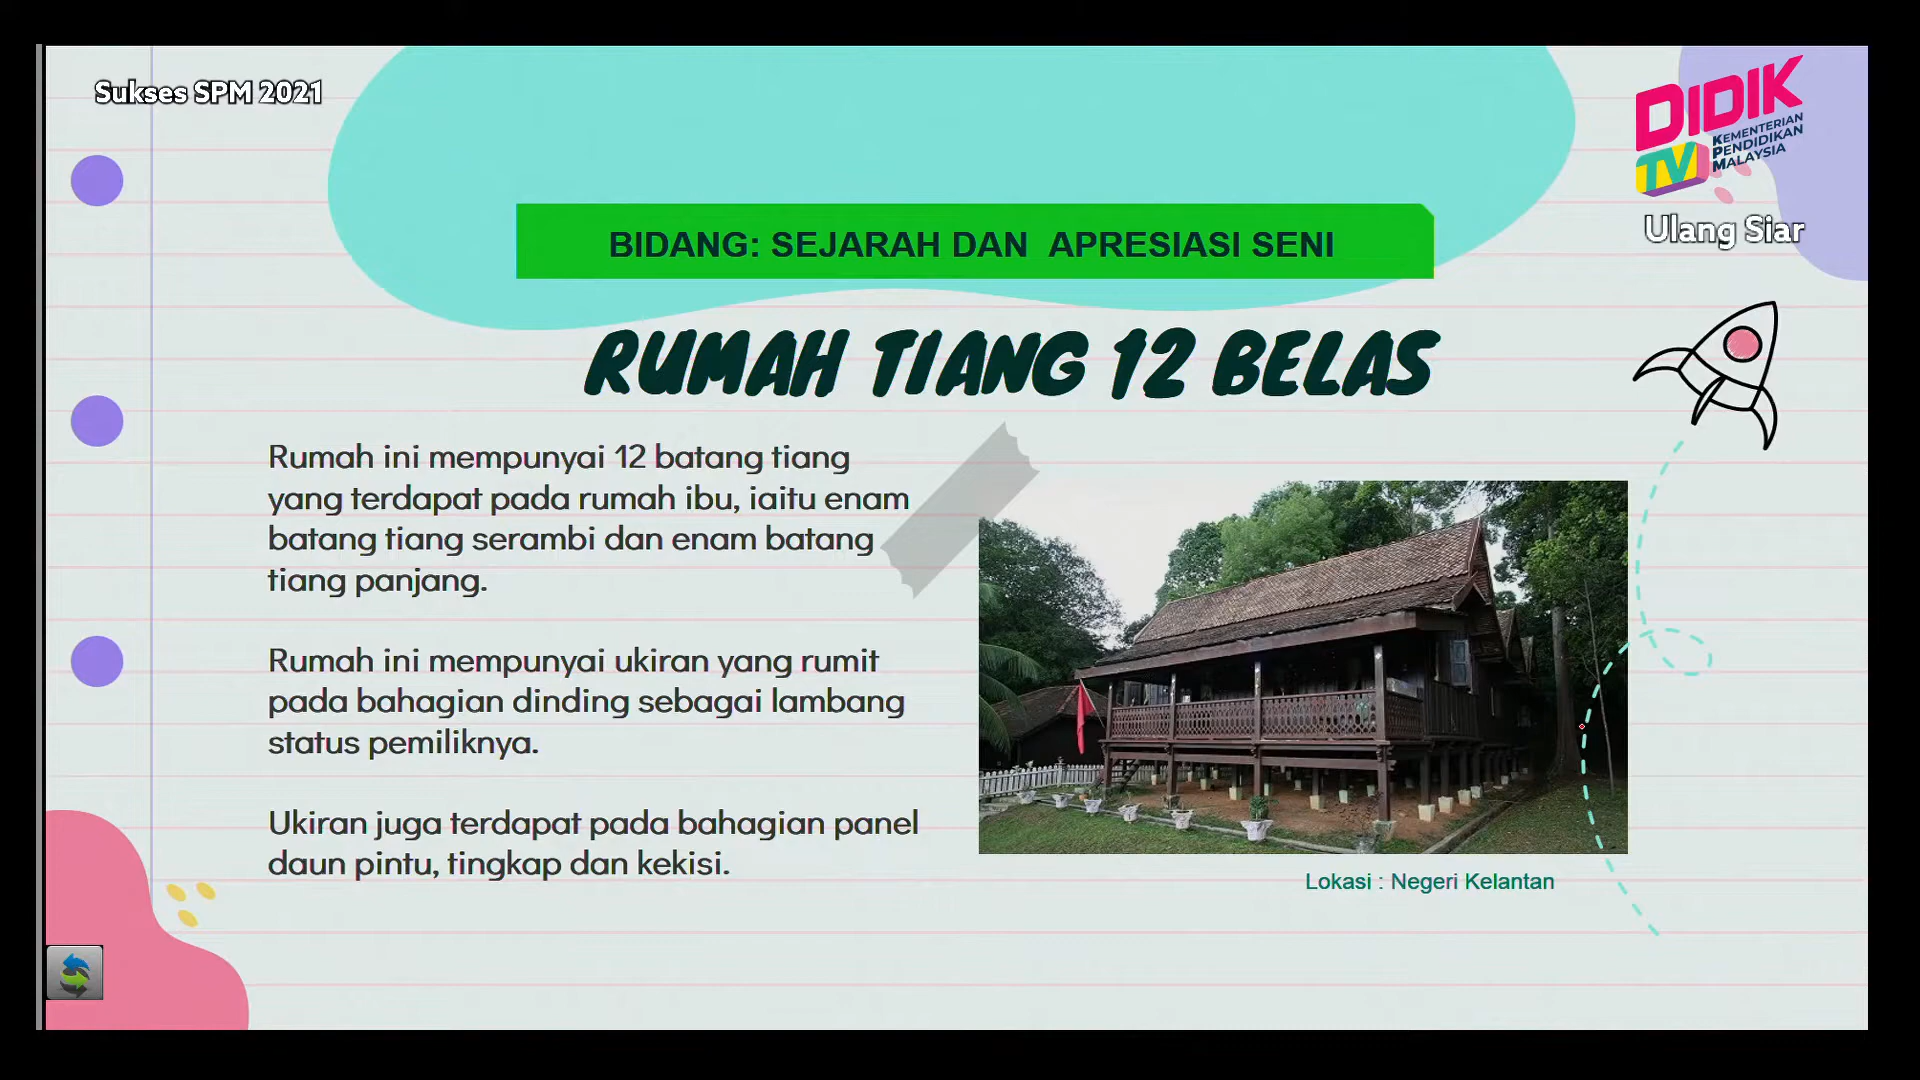 Sukses SPM 2021
DIDIK
TV
KEMENTERIAN
PENDIDIKAN
MALAYSIA
Ulang Siar
BIDANG: SEJARAH DAN APRESIASI SENI
RUMAH TIANG 12 BELAS
Rumah ini mempunyai 12 batang tiang
yang terdapat pada rumah ibu, iaitu enam
batang tiang serambi dan enam batang
tiang panjang.
Rumah ini mempunyai ukiran yang rumit
pada bahagian dinding sebagai lambang
status pemiliknya.
Ukiran juga terdapat pada bahagian panel
daun pintu, tingkap dan kekisi.
Lokasi : Negeri Kelantan